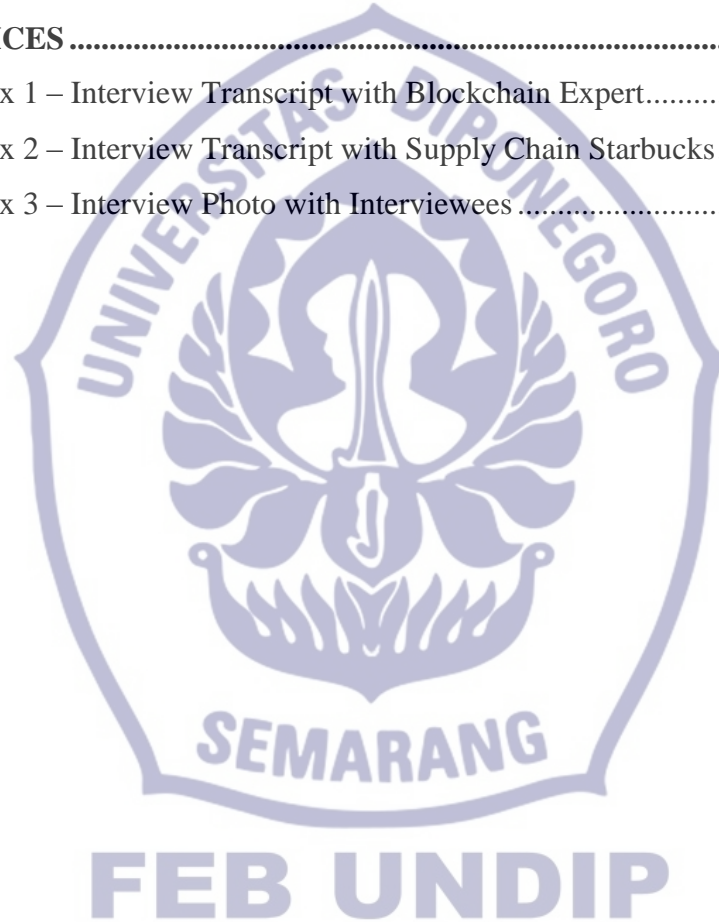 ICES ........................................................................................................
x 1 – Interview Transcript with Blockchain Expert.........
x 2 – Interview Transcript with Supply Chain Starbucks
x 3 – Interview Photo with Interviewees .........................
UNIVERSITAS DIPONEGORO
SEMARANG
FEB UNDIP